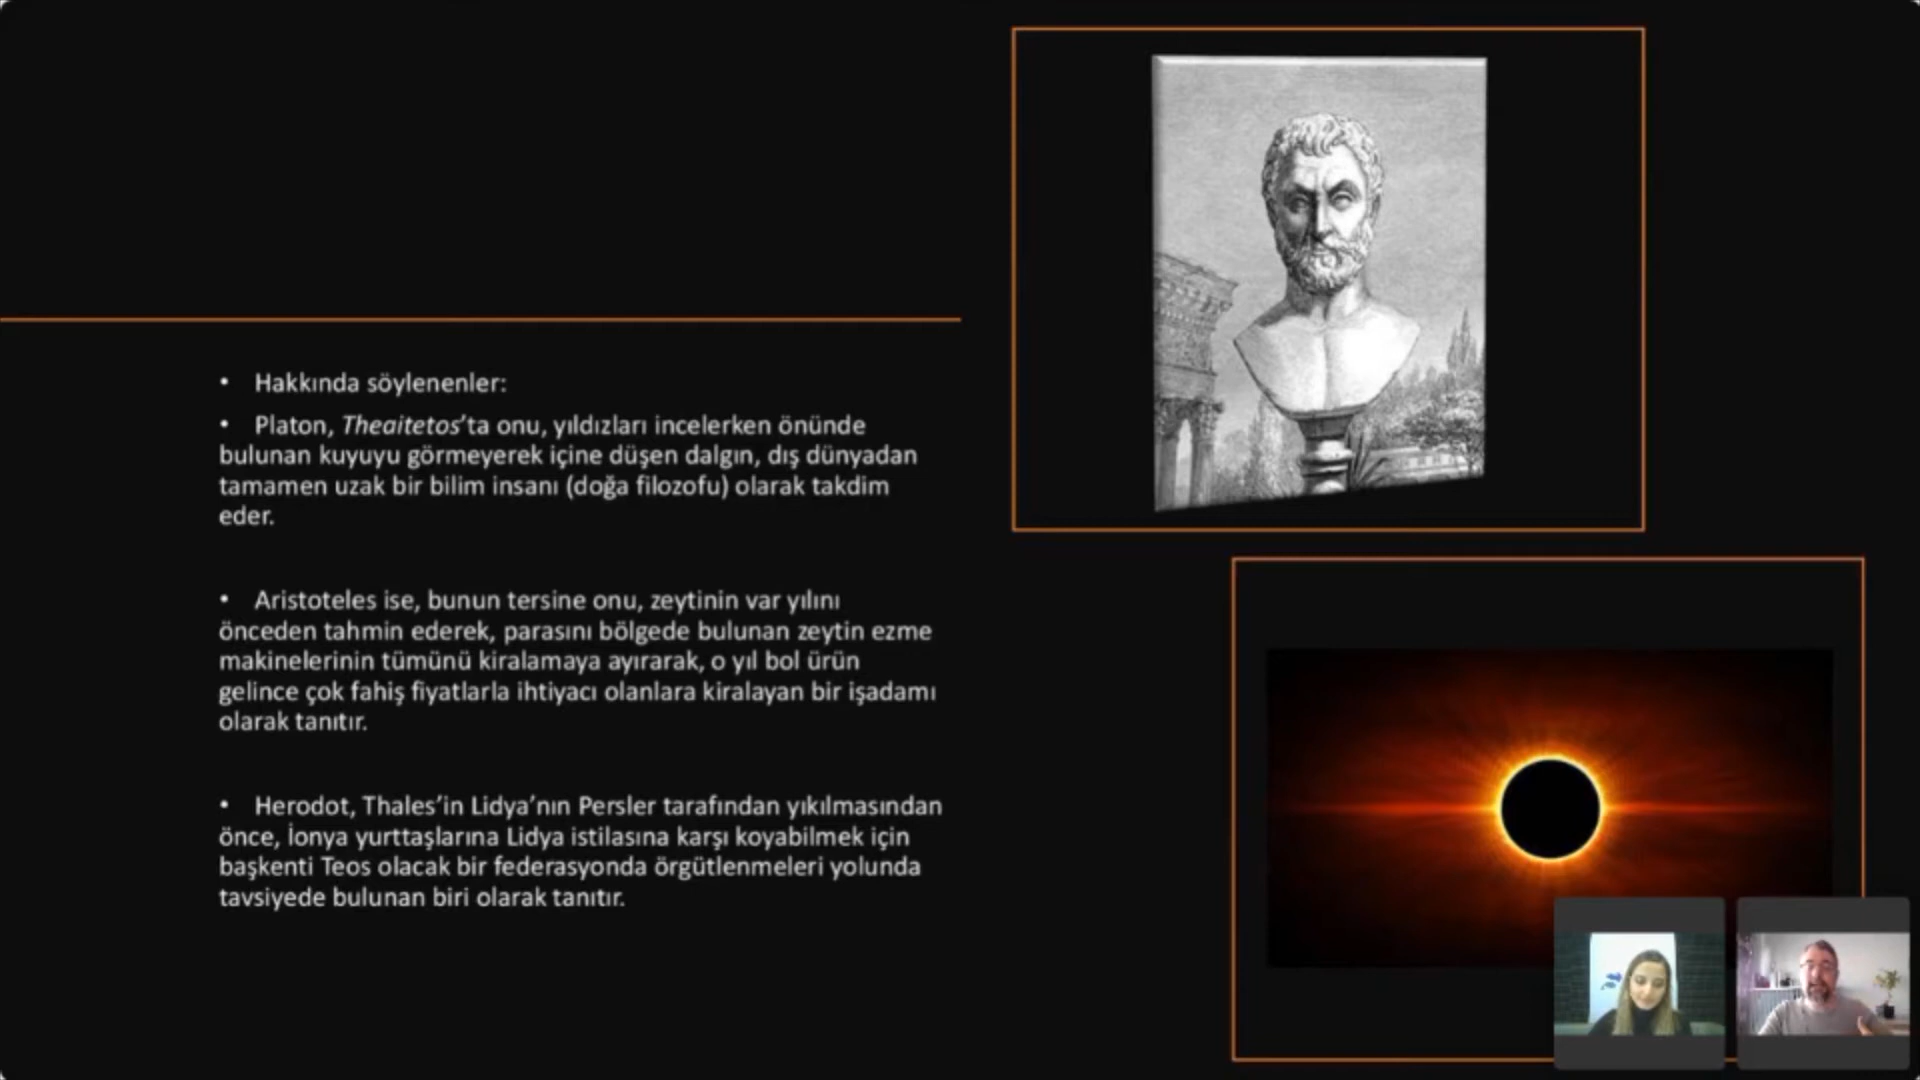 • Hakkında söylenenler:
• Platon, Theaitetos'ta onu, yıldızları incelerken önünde
bulunan kuyuyu görmeyerek içine düşen dalgın, dış dünyadan
tamamen uzak bir bilim insanı (doğa filozofu) olarak takdim
eder.
• Aristoteles ise, bunun tersine onu, zeytinin var yılını
önceden tahmin ederek, parasını bölgede bulunan zeytin ezme
makinelerinin tümünü kiralamaya ayırarak, o yıl bol ürün
gelince çok fahiş fiyatlarla ihtiyacı olanlara kiralayan bir işadamı
olarak tanıtır.
• Herodot, Thales'in Lidya'nın Persler tarafından yıkılmasından
önce, İonya yurttaşlarına Lidya istilasına karşı koyabilmek için
başkenti Teos olacak bir federasyonda örgütlenmeleri yolunda
tavsiyede bulunan biri olarak tanıtır.